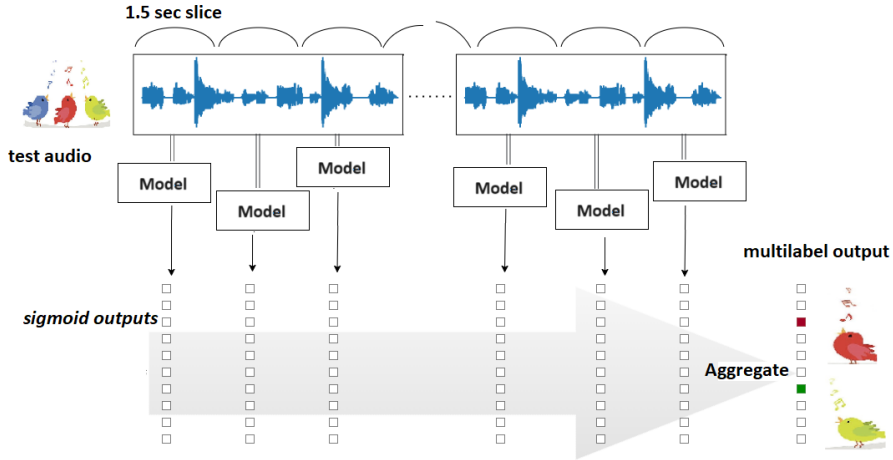 1.5 sec slice
test audio
Model
Model
Model
Model
Model
Model
multilabel output
sigmoid outputs
Aggregate